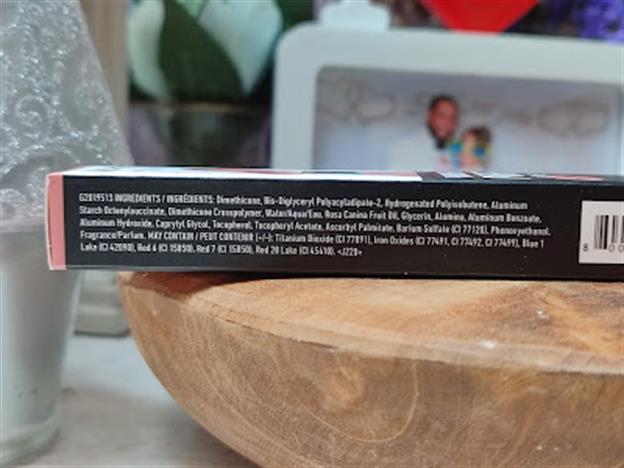 G2019513 INGREDIENTS / INGRÉDIENTS: Dimethicone, Bis-Diglyceryl Polyacyladipate-2, Hydrogenated Polyisobutene, Aluminum
Starch Octenylsuccinate, Dimethicone Crosspolymer, Water/Aqua/Eau, Rosa Canina Fruit Oil, Glycerin, Alumina, Aluminum Benzoate,
Aluminum Hydroxide, Caprylyl Glycol, Tocopherol, Tocopheryl Acetate, Ascorbyl Palmitate, Barium Sulfate (CI 77120), Phenoxyethanol,
Fragrance/Parfum. MAY CONTAIN / PEUT CONTENIR (+/-): Titanium Dioxide (CI 77891), Iron Oxides (CI 77491, CI 77492, CI 77499), Blue 1
Lake (CI 42090), Red 6 (CI 15850), Red 7 (CI 15850), Red 28 Lake (CI 45410).